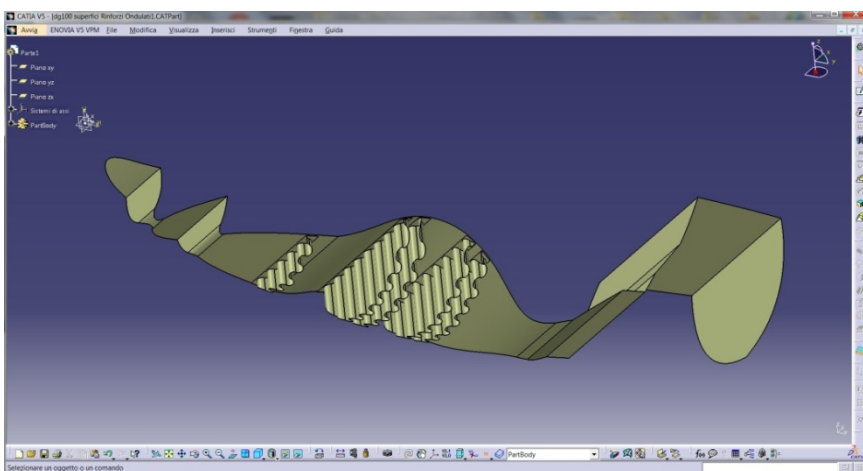 CATIA V5 - [dg100 superfici Rinforzi Ondulati1.CATPart]
Avvio ENOVIA V5 VPM File Modifica Visualizza Inserisci Strumenti Finestra Guida
Parte1
Piano xy
Piano yz
Piano zx
Sistemi di assi
PartBody
PartBody
Selezionare un oggetto o un comando